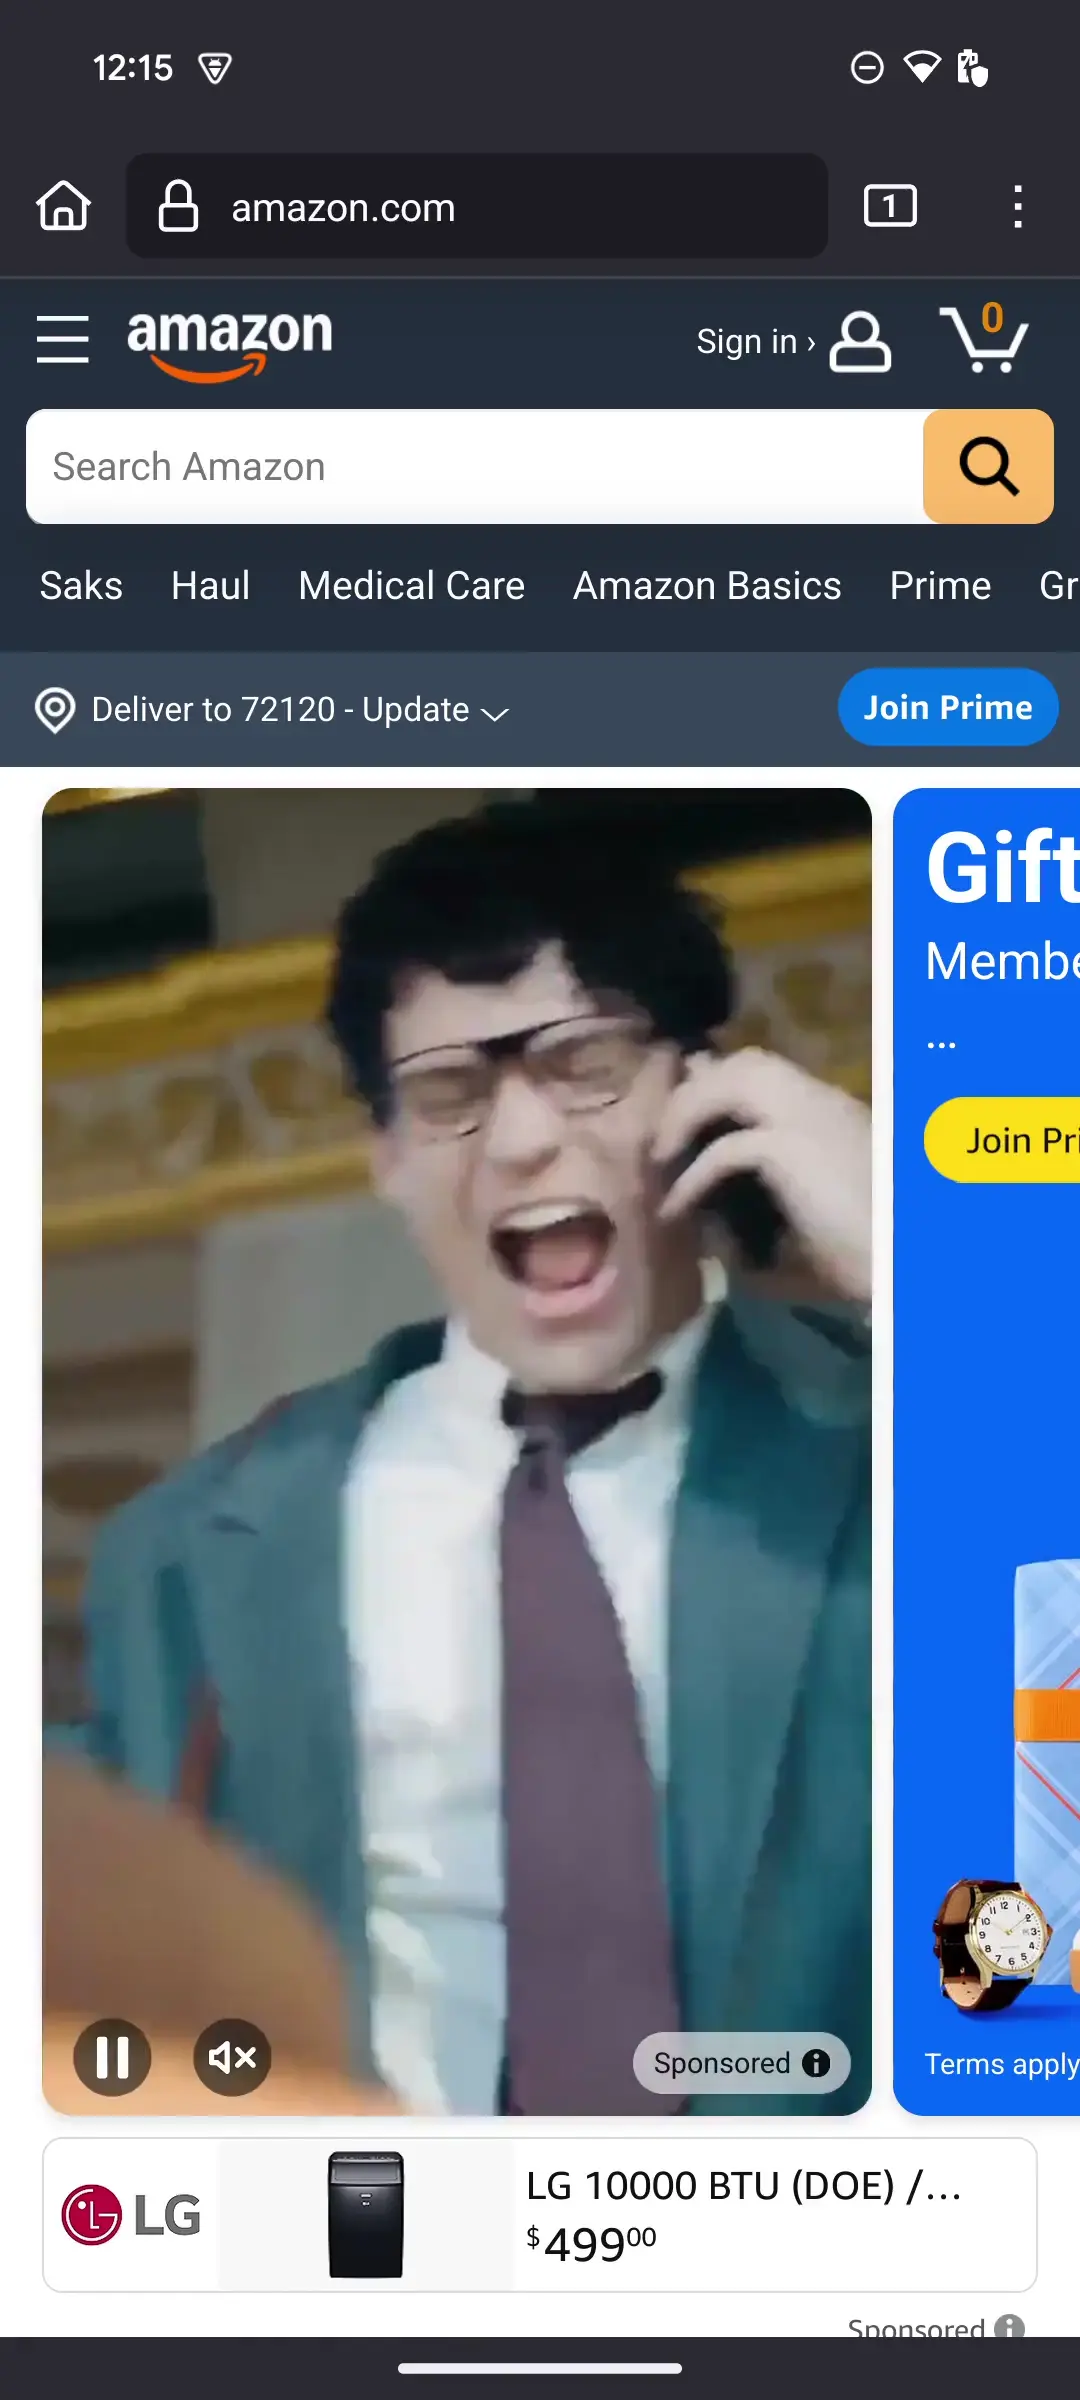 12:15
amazon.com
1
amazon
Sign in ›
0
Search Amazon
Saks Haul Medical Care Amazon Basics Prime Gr
Deliver to 72120 - Update
Join Prime
Gift
Membe
...
Join Pri
Terms apply
Sponsored
LG
LG 10000 BTU (DOE) /...
$49900
Sponsored